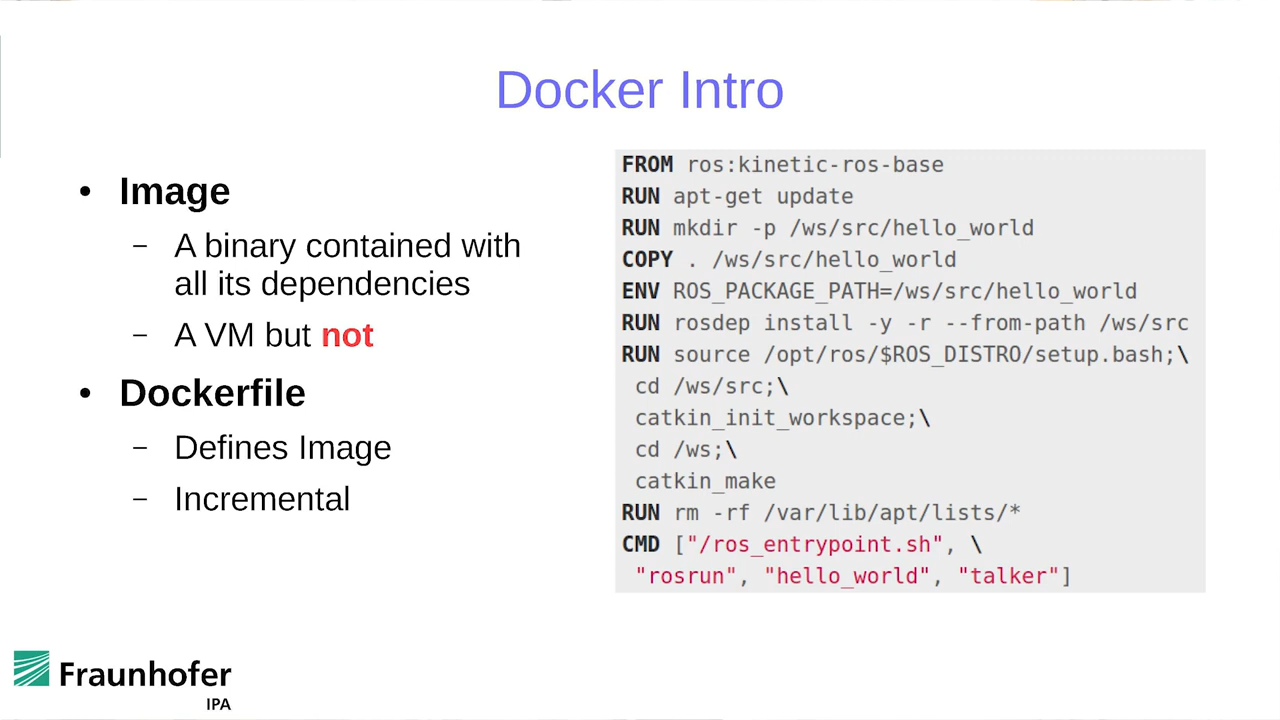 Docker Intro
• Image
– A binary contained with
all its dependencies
– A VM but not
• Dockerfile
– Defines Image
– Incremental
FROM ros:kinetic-ros-base
RUN apt-get update
RUN mkdir -p /ws/src/hello_world
COPY . /ws/src/hello_world
ENV ROS_PACKAGE_PATH=/ws/src/hello_world
RUN rosdep install -y -r --from-path /ws/src
RUN source /opt/ros/$ROS_DISTRO/setup.bash;\
cd /ws/src;\
catkin_init_workspace;\
cd /ws;\
catkin_make
RUN rm -rf /var/lib/apt/lists/*
CMD ["/ros_entrypoint.sh", \
"rosrun", "hello_world", "talker"]
Fraunhofer
IPA